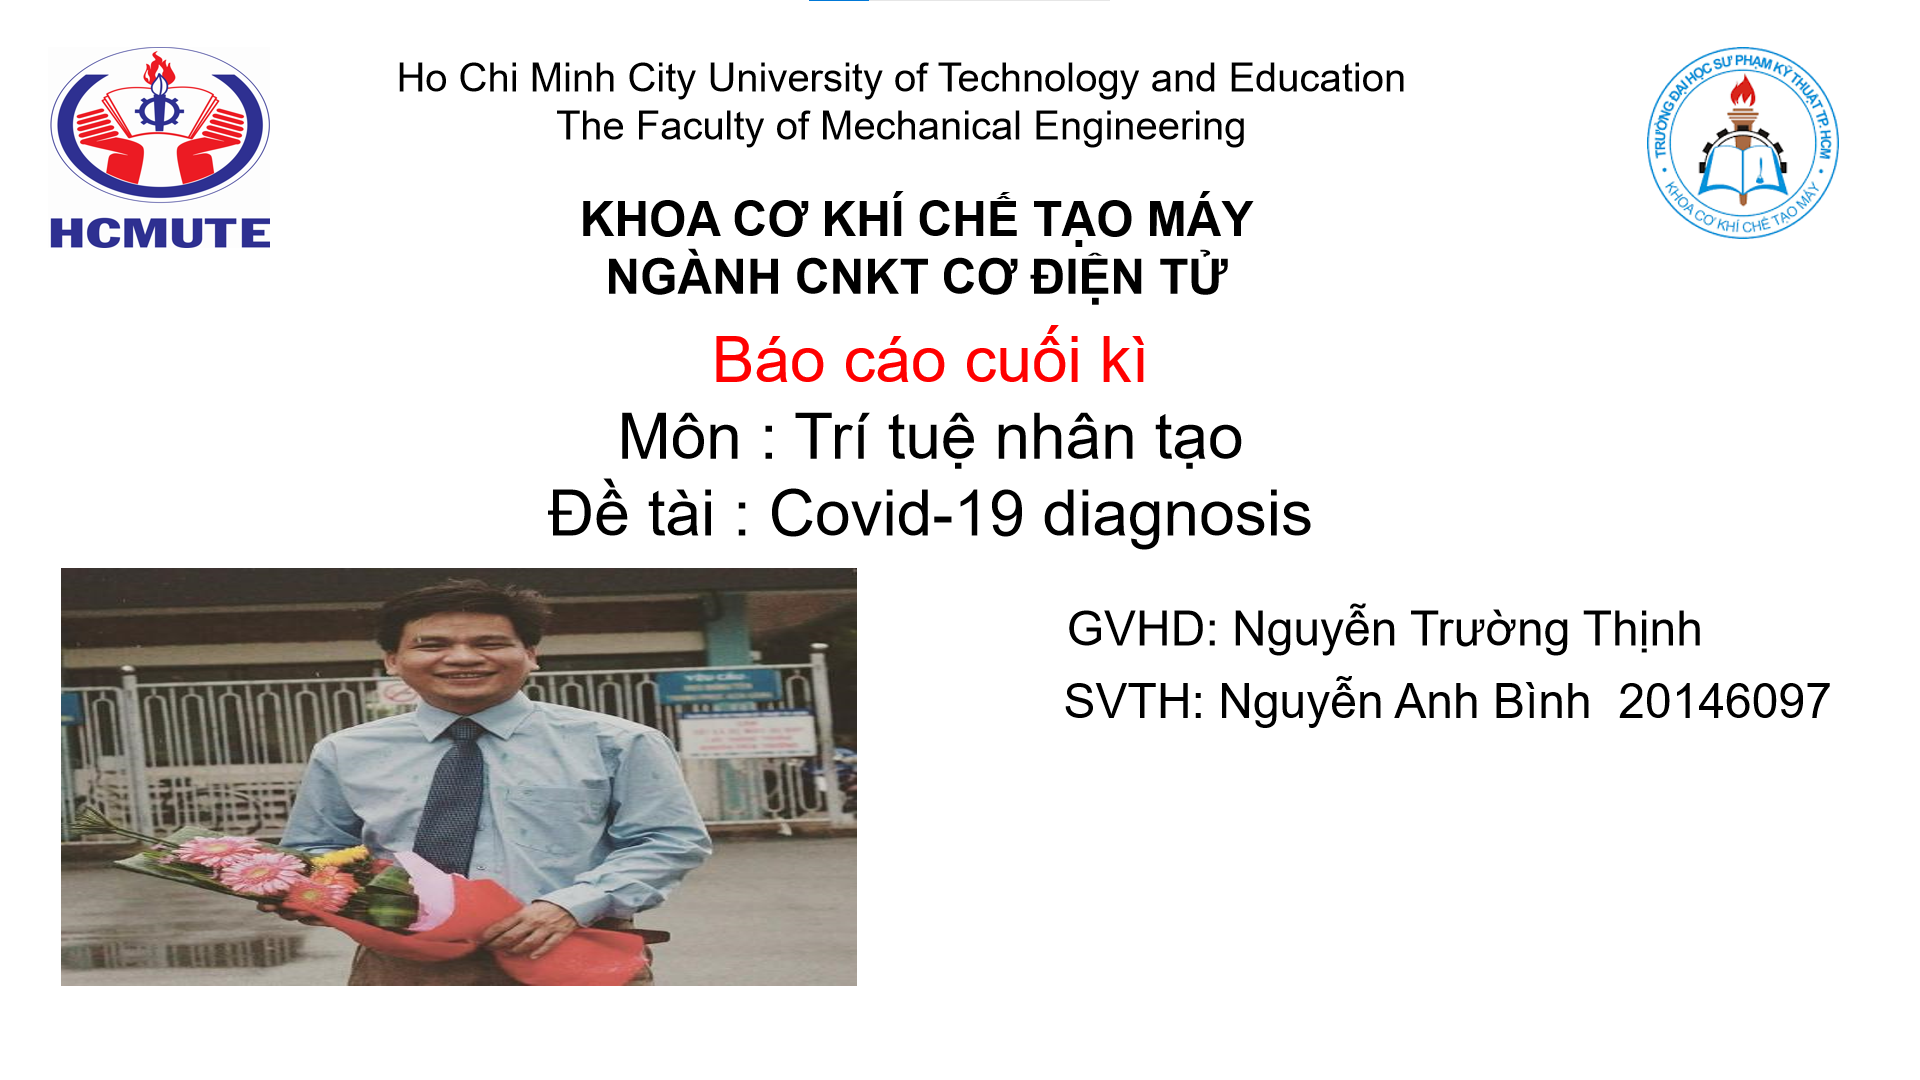 HCMUTE
Ho Chi Minh City University of Technology and Education
The Faculty of Mechanical Engineering
TRƯỜNG ĐẠI HỌC SƯ PHẠM KỸ THUẬT TP. HCM
• KHOA CƠ KHÍ CHẾ TẠO MÁY •
KHOA CƠ KHÍ CHẾ TẠO MÁY
NGÀNH CNKT CƠ ĐIỆN TỬ
Báo cáo cuối kì
Môn : Trí tuệ nhân tạo
Đề tài : Covid-19 diagnosis
YÊU CẦU
GVHD: Nguyễn Trường Thịnh
SVTH: Nguyễn Anh Bình 20146097